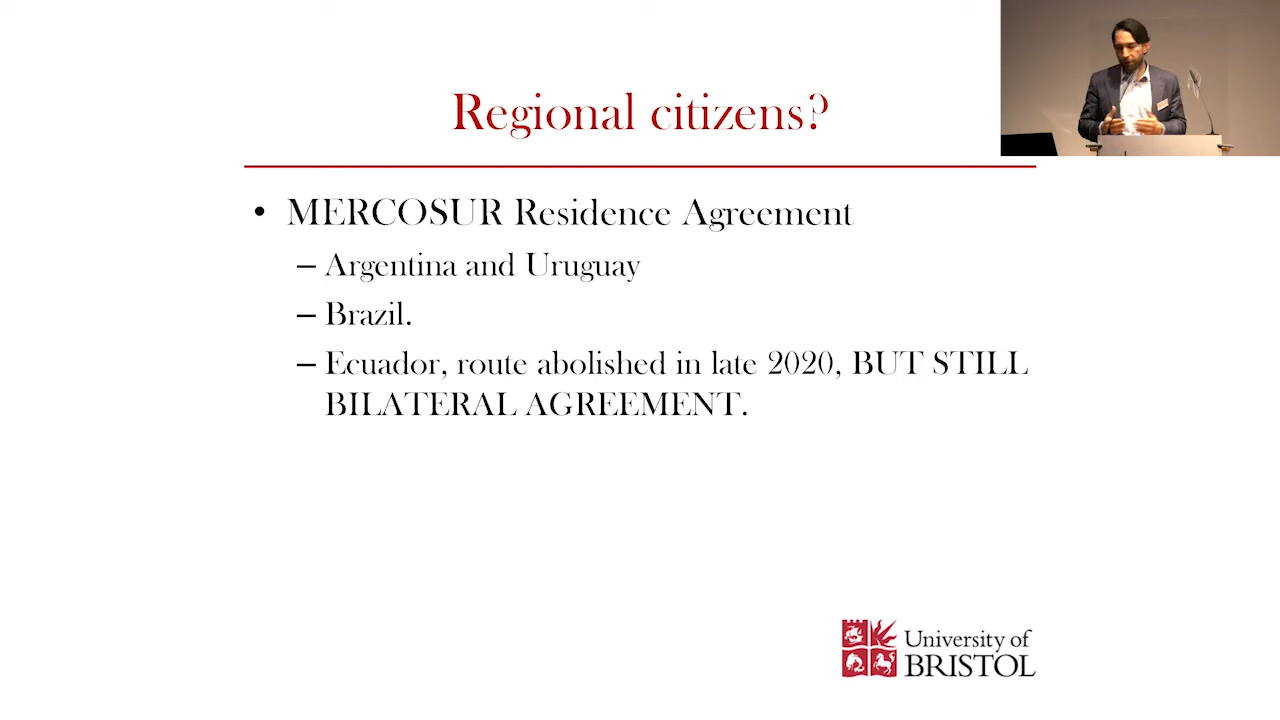 Regional citizens?
• MERCOSUR Residence Agreement
– Argentina and Uruguay
– Brazil.
– Ecuador, route abolished in late 2020, BUT STILL
BILATERAL AGREEMENT.
University of
BRISTOL